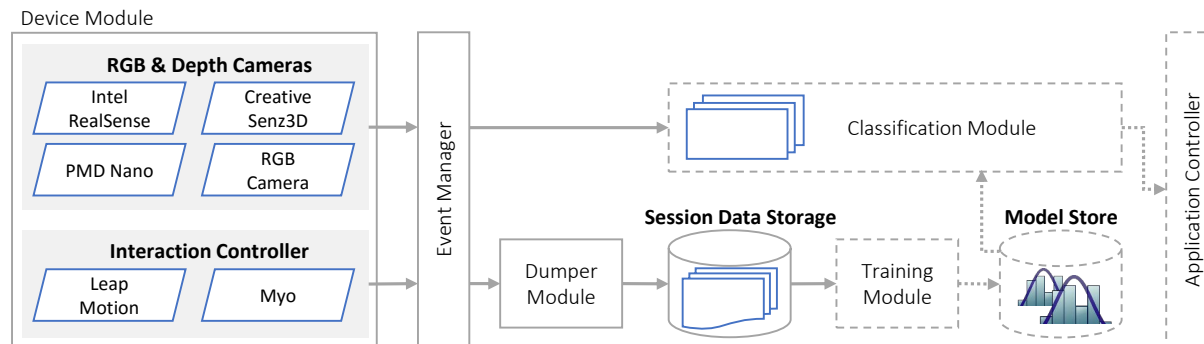 Device Module
RGB & Depth Cameras
Intel
RealSense
Creative
Senz3D
PMD Nano
RGB
Camera
Interaction Controller
Leap
Motion
Myo
Event Manager
Classification Module
Dumper
Module
Session Data Storage
Training
Module
Model Store
Application Controller